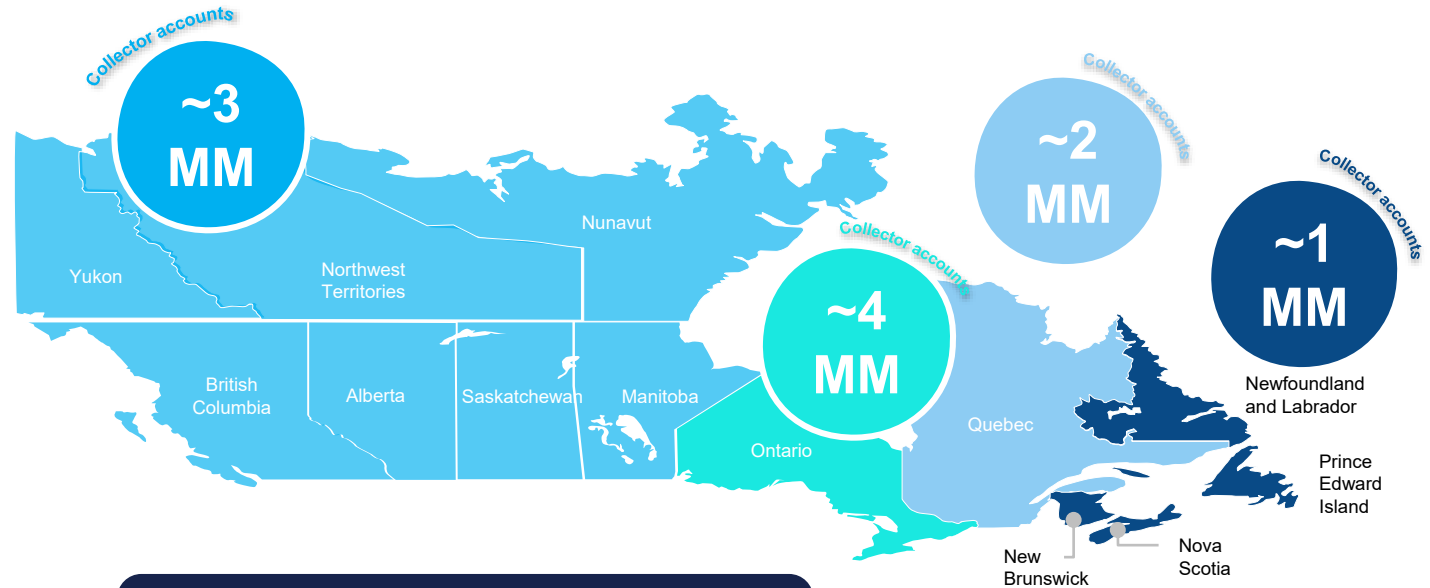 Collector accounts
~3
MM
Collector accounts
~2
MM
Collector accounts
~1
MM
Collector accounts
~4
MM
Nunavut
Yukon
Northwest
Territories
British
Columbia
Alberta
Saskatchewan
Manitoba
Ontario
Quebec
Newfoundland
and Labrador
Prince
Edward
Island
New
Brunswick
Nova
Scotia